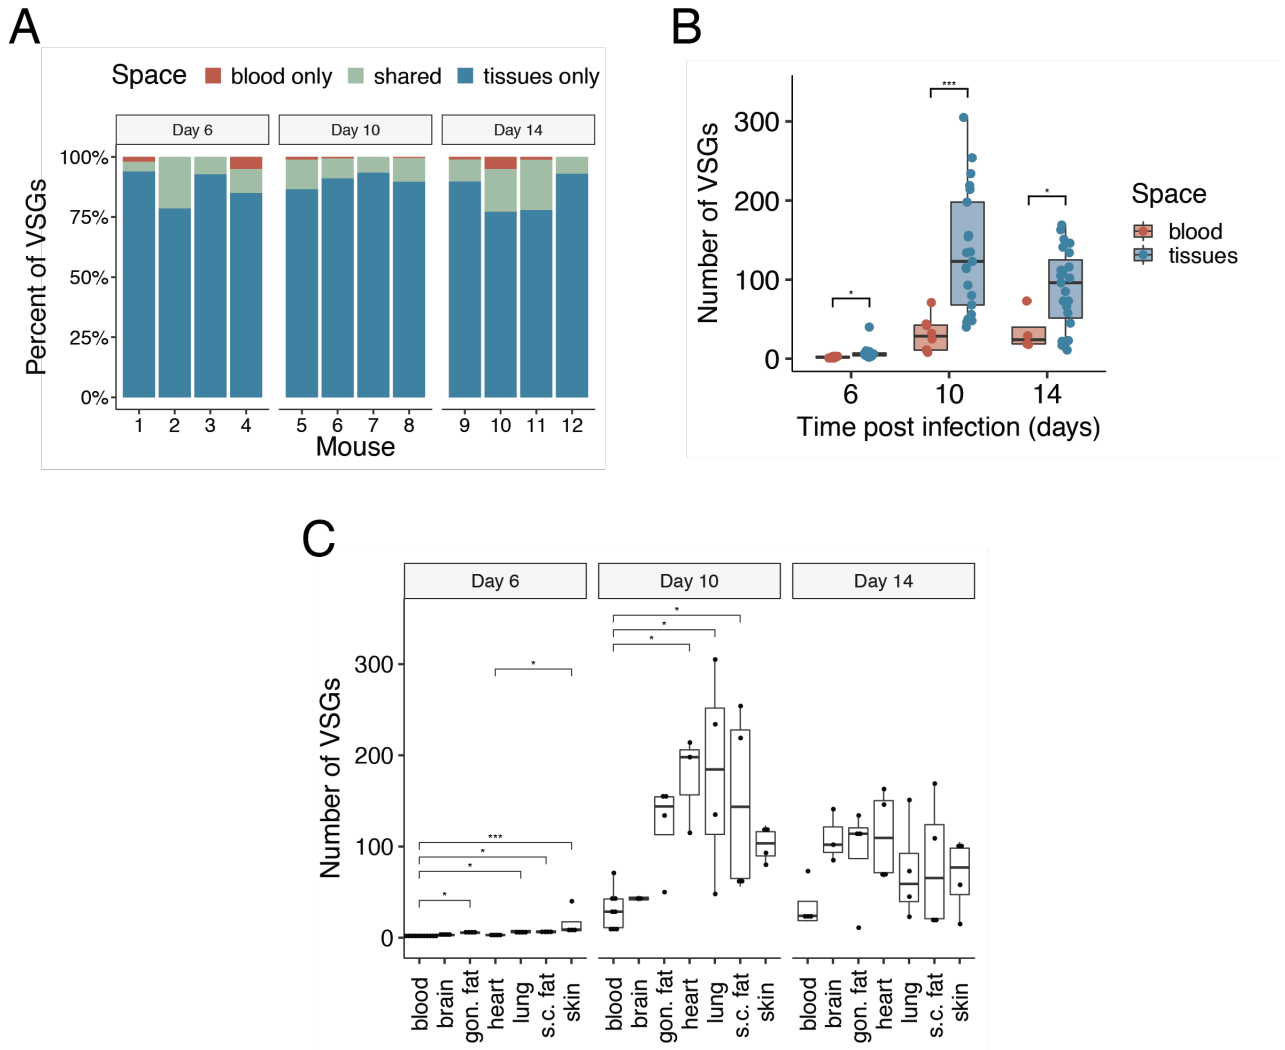 A
Space blood only shared tissues only
Day 6 Day 10 Day 14
Percent of VSGs
100%
75%
50%
25%
0%
1 2 3 4 5 6 7 8 9 10 11 12
Mouse
B
Number of VSGs
300
200
100
0
***
*
*
6 10 14
Time post infection (days)
Space
blood
tissues
C
Day 6 Day 10 Day 14
Number of VSGs
300
200
100
0
*
*
*
*
***
*
*
*
blood brain gon. fat heart lung s.c. fat skin blood brain gon. fat heart lung s.c. fat skin blood brain gon. fat heart lung s.c. fat skin